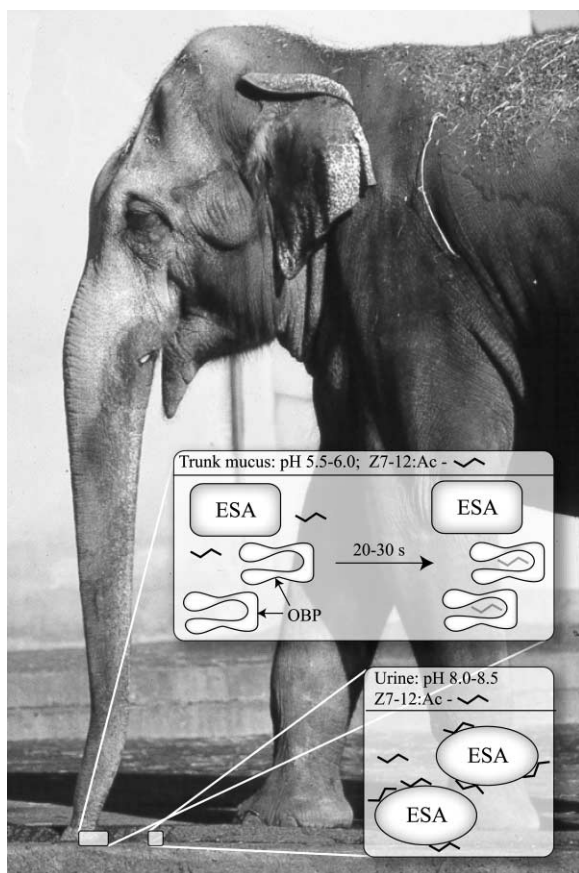 Trunk mucus: pH 5.5-6.0; Z7-12:Ac -
ESA
ESA
20-30 s
OBP
Urine: pH 8.0-8.5
Z7-12:Ac -
ESA
ESA